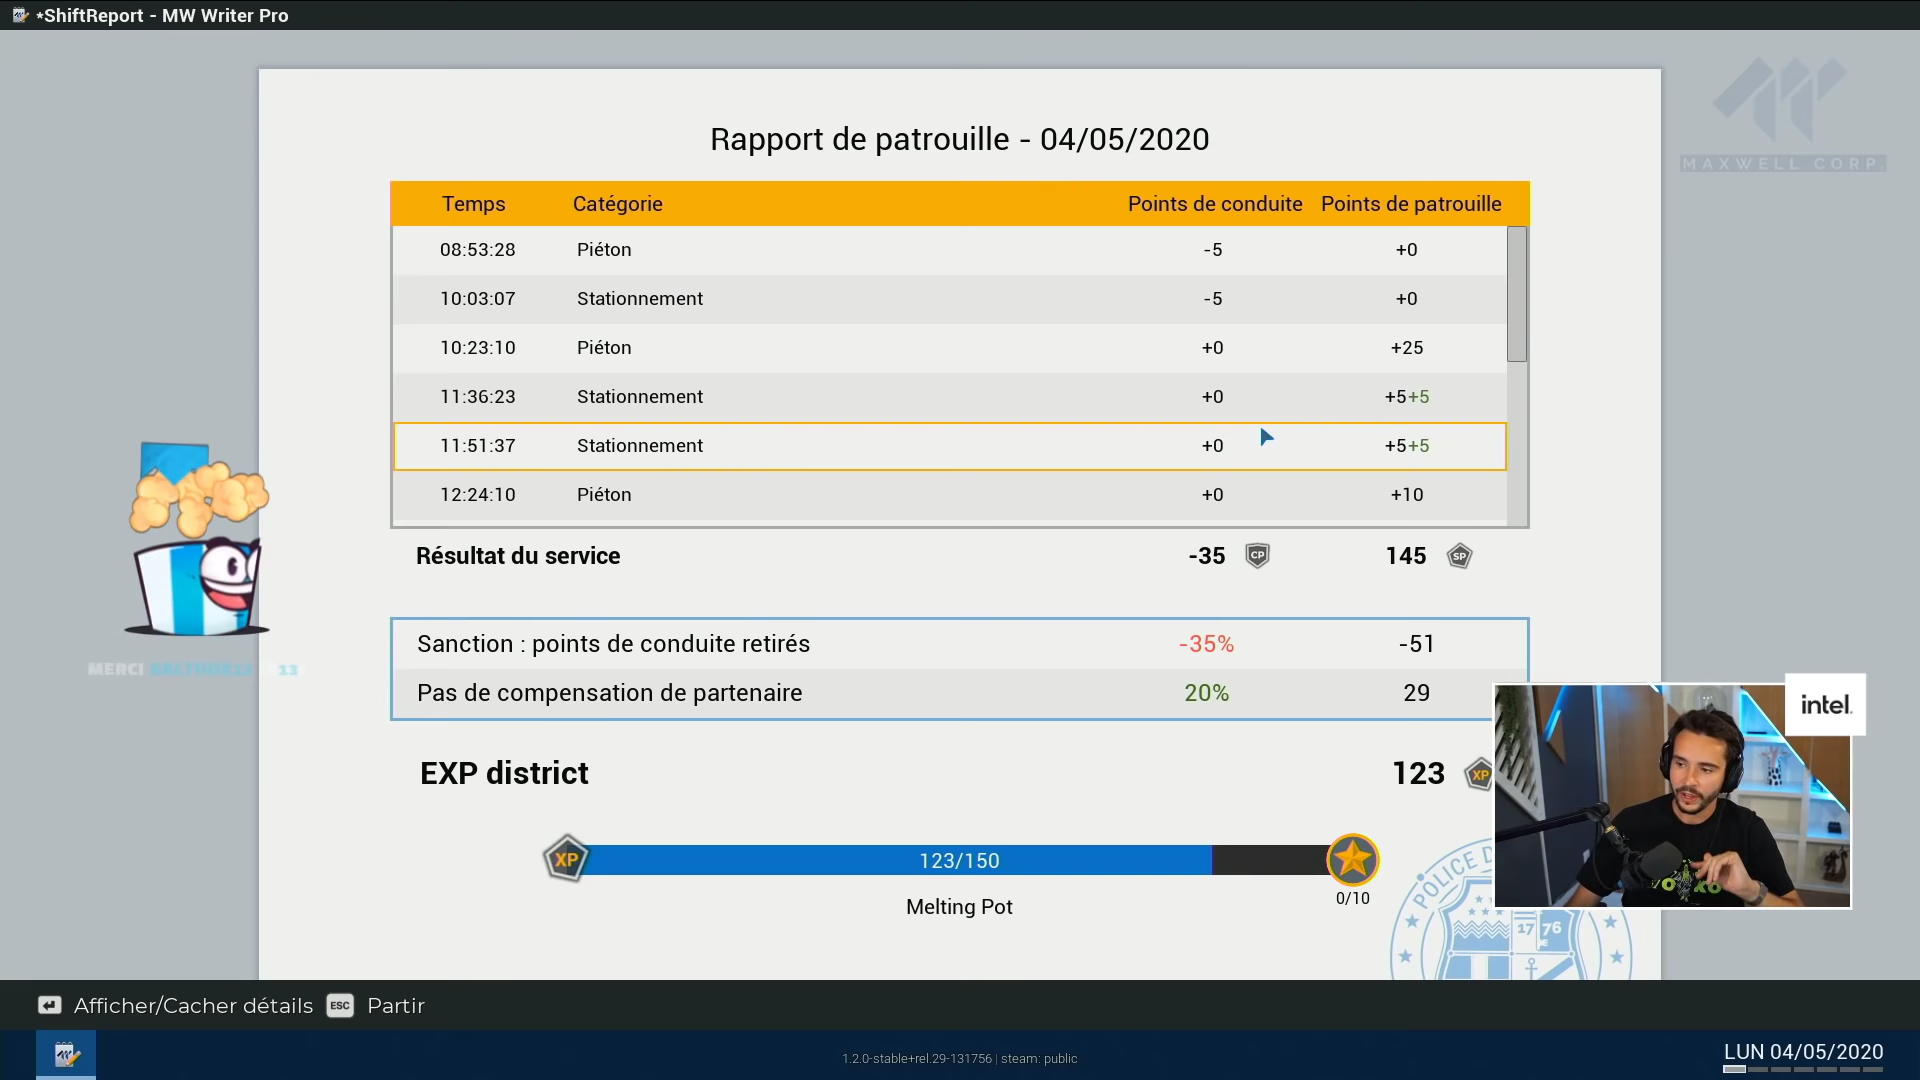 *ShiftReport - MW Writer Pro
MAXWELL CORP.
Rapport de patrouille - 04/05/2020
Temps Catégorie Points de conduite Points de patrouille
08:53:28 Piéton -5 +0
10:03:07 Stationnement -5 +0
10:23:10 Piéton +0 +25
11:36:23 Stationnement +0 +5+5
11:51:37 Stationnement +0 +5+5
12:24:10 Piéton +0 +10
Résultat du service -35 CP 145 SP
MERCI
Sanction : points de conduite retirés -35% -51
Pas de compensation de partenaire 20% 29
intel.
EXP district 123 XP
XP 123/150
0/10
Melting Pot
POLICE D
17 76
Afficher/Cacher détails ESC Partir
1.2.0-stable+rel.29-131756 | steam: public
LUN 04/05/2020